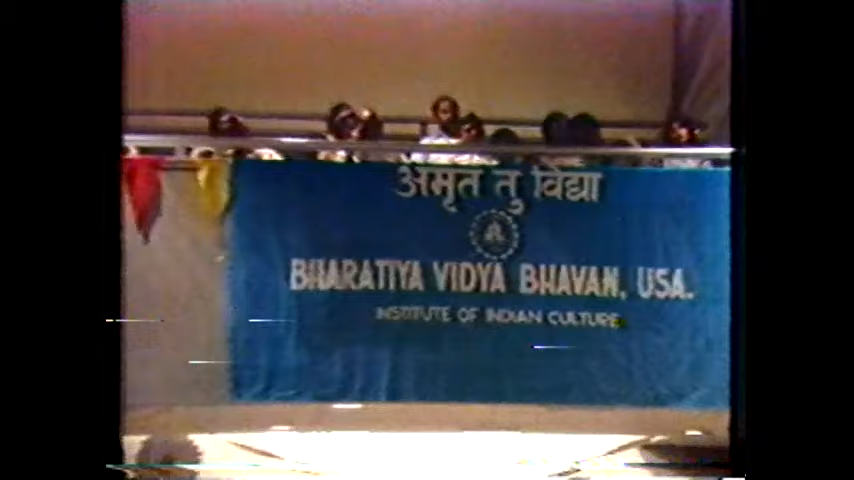 अमृतं तु विद्या
BHARATIYA VIDYA BHAVAN, USA.
INSTITUTE OF INDIAN CULTURE